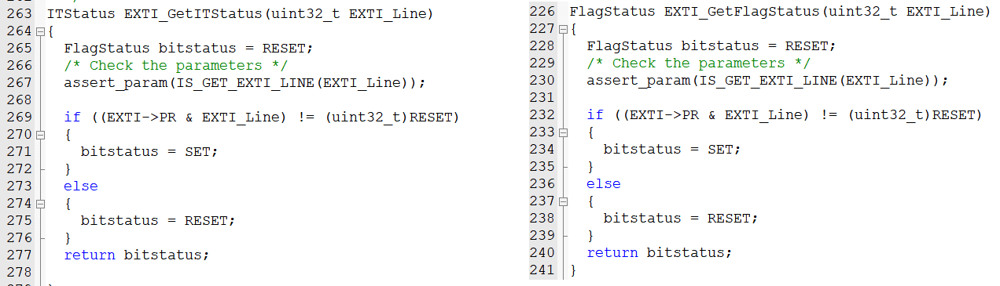 263 ITStatus EXTI_GetITStatus(uint32_t EXTI_Line)
264 {
265 FlagStatus bitstatus = RESET;
266 /* Check the parameters */
267 assert_param(IS_GET_EXTI_LINE(EXTI_Line));
268
269 if ((EXTI->PR & EXTI_Line) != (uint32_t)RESET)
270 {
271 bitstatus = SET;
272 }
273 else
274 {
275 bitstatus = RESET;
276 }
277 return bitstatus;
278
226 FlagStatus EXTI_GetFlagStatus(uint32_t EXTI_Line)
227 {
228 FlagStatus bitstatus = RESET;
229 /* Check the parameters */
230 assert_param(IS_GET_EXTI_LINE(EXTI_Line));
231
232 if ((EXTI->PR & EXTI_Line) != (uint32_t)RESET)
233 {
234 bitstatus = SET;
235 }
236 else
237 {
238 bitstatus = RESET;
239 }
240 return bitstatus;
241 }